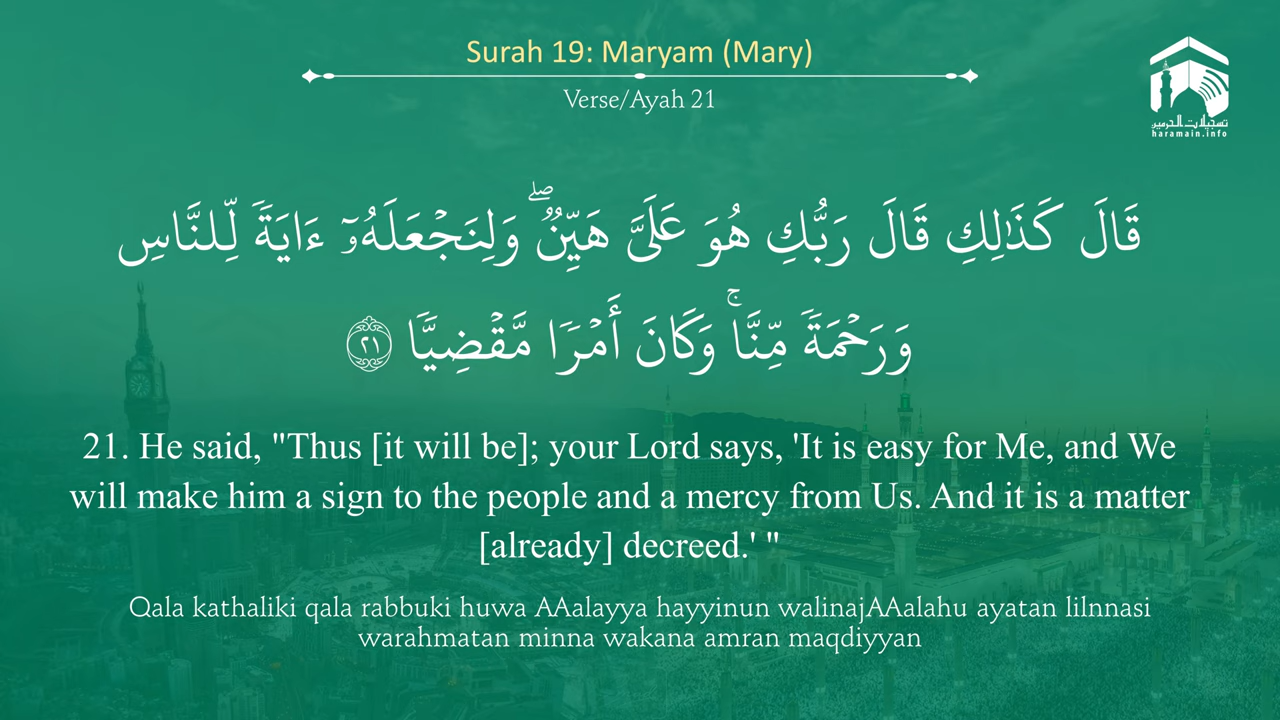 Surah 19: Maryam (Mary)
Verse/Ayah 21
تسجيلات الحرمين
haramain.info
قَالَ كَذَٰلِكِ قَالَ رَبُّكِ هُوَ عَلَىَّ هَيِّنٌۭ ۖ وَلِنَجْعَلَهُۥٓ ءَايَةًۭ لِّلنَّاسِ
وَرَحْمَةًۭ مِّنَّا ۚ وَكَانَ أَمْرًۭا مَّقْضِيًّۭا ٢١
21. He said, "Thus [it will be]; your Lord says, 'It is easy for Me, and We
will make him a sign to the people and a mercy from Us. And it is a matter
[already] decreed.' "
Qala kathaliki qala rabbuki huwa AAalayya hayyinun walinajAAalahu ayatan lilnnasi
warahmatan minna wakana amran maqdiyyan